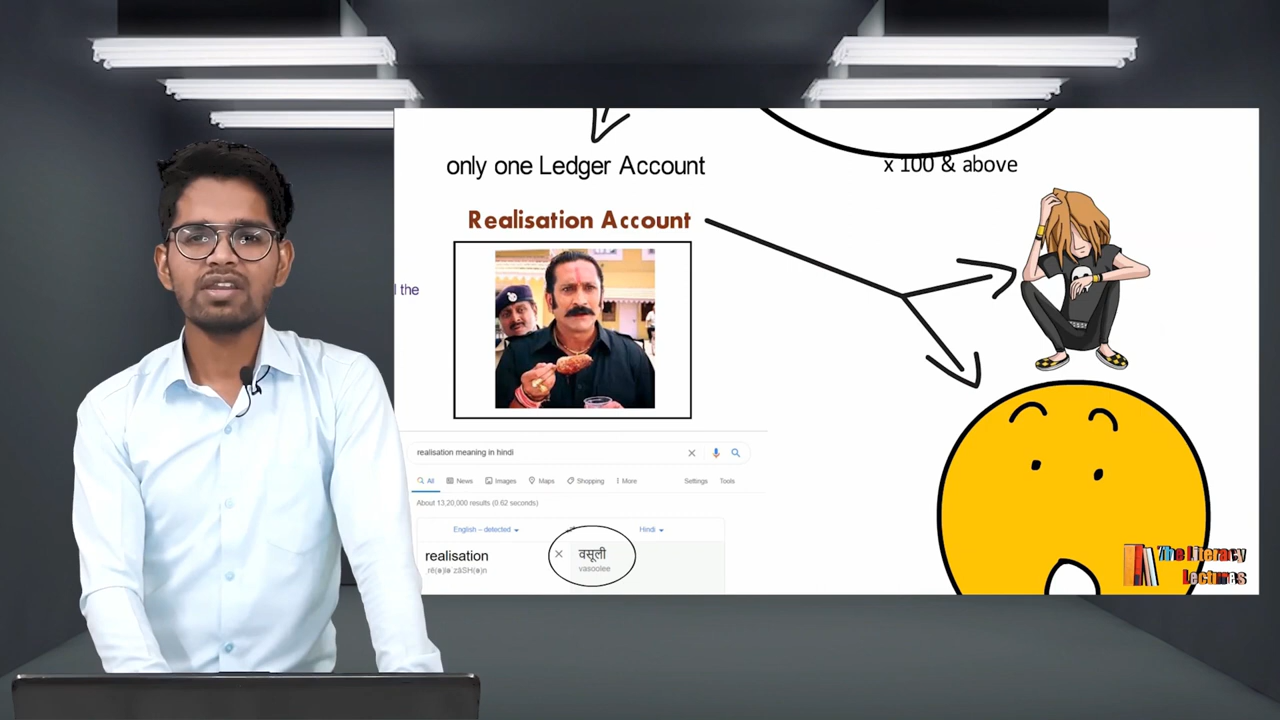 only one Ledger Account
x 100 & above
Realisation Account
l the
realisation meaning in hindi
All News Images Maps Shopping More Settings Tools
About 13,20,000 results (0.62 seconds)
English – detected
Hindi
realisation
वसूली
rē(ə)ləˈzāSH(ə)n
vasoolee
The Literacy
Lectures